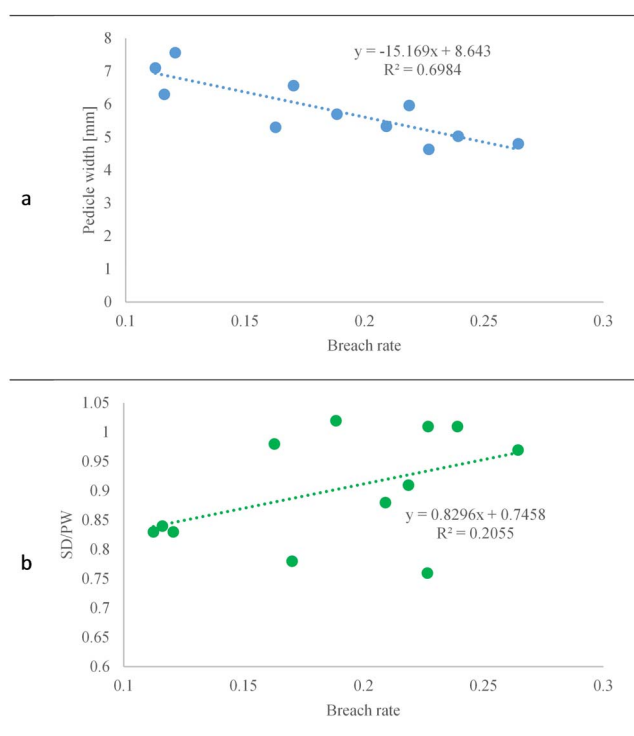 a
Pedicle width [mm]
8
7
6
5
4
3
2
1
0
y = -15.169x + 8.643
R² = 0.6984
0.1 0.15 0.2 0.25 0.3
Breach rate
b
SD/PW
1.05
1
0.95
0.9
0.85
0.8
0.75
0.7
0.65
0.6
y = 0.8296x + 0.7458
R² = 0.2055
0.1 0.15 0.2 0.25 0.3
Breach rate